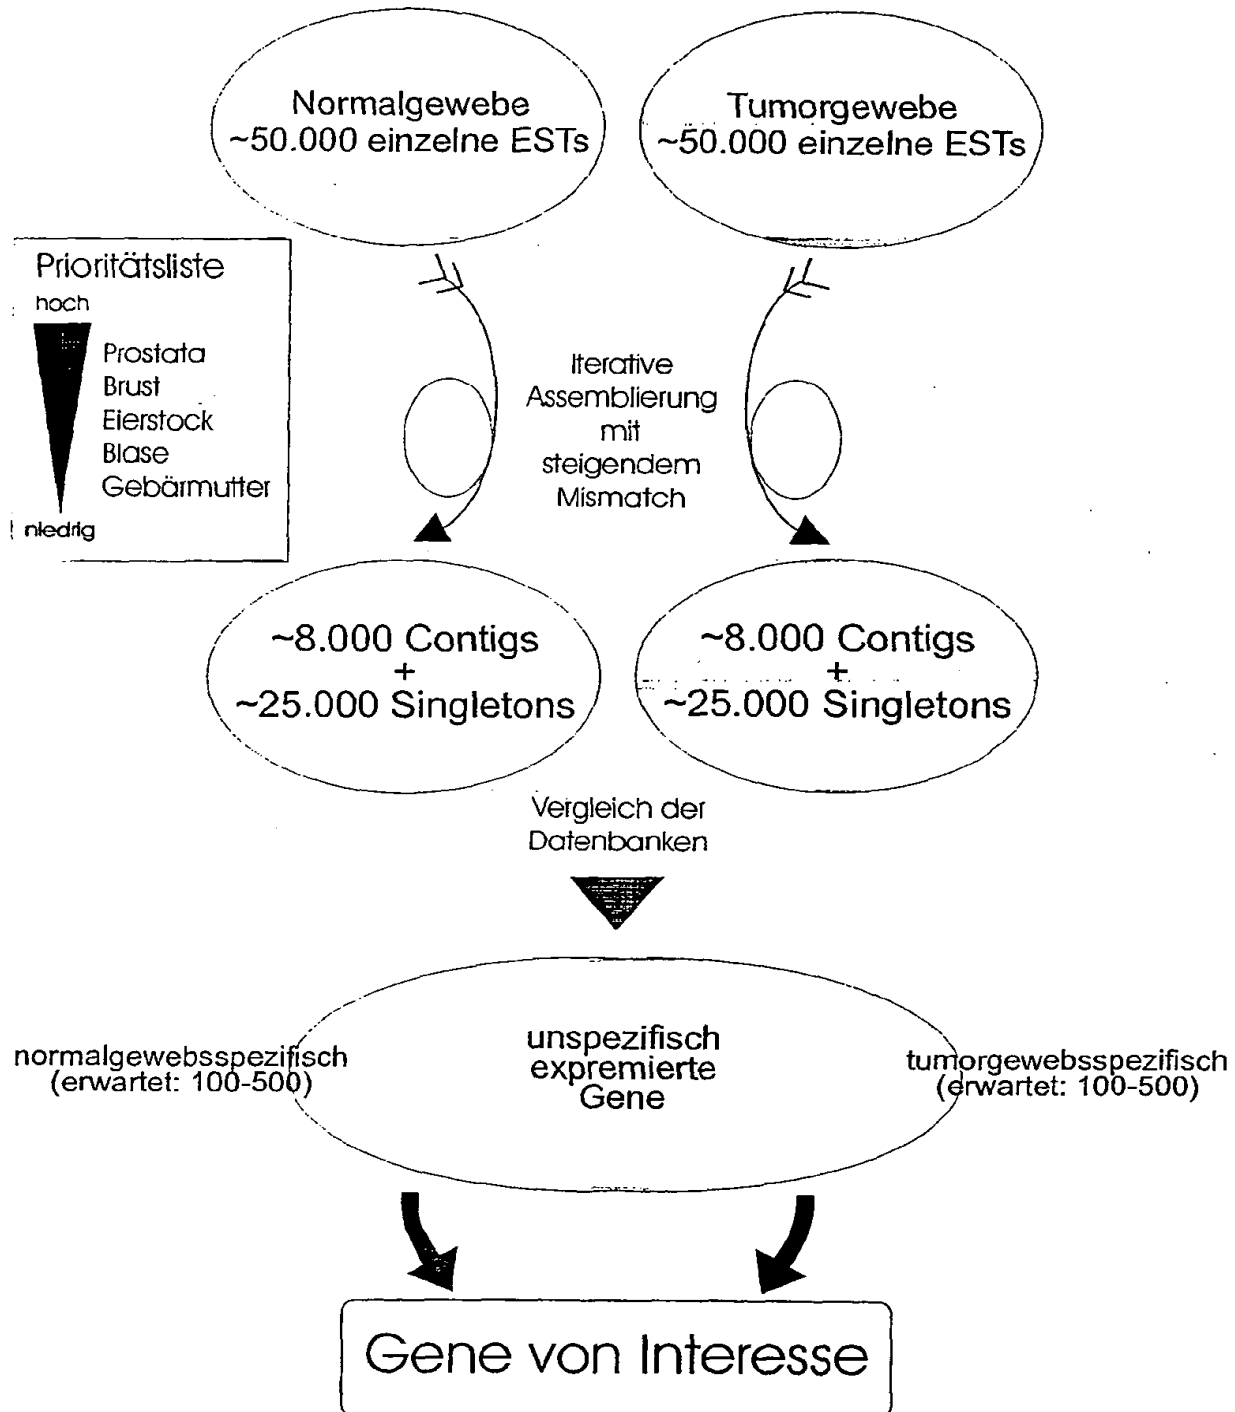 Normalgewebe
~50.000 einzelne ESTs
Tumorgewebe
~50.000 einzelne ESTs
Prioritätsliste
hoch
Prostata
Brust
Eierstock
Blase
Gebärmutter
niedrig
Iterative
Assemblierung
mit
steigendem
Mismatch
~8.000 Contigs
+
~25.000 Singletons
~8.000 Contigs
+
~25.000 Singletons
Vergleich der
Datenbanken
normalgewebsspezifisch
(erwartet: 100-500)
unspezifisch
expremierte
Gene
tumorgewebsspezifisch
(erwartet: 100-500)
Gene von Interesse